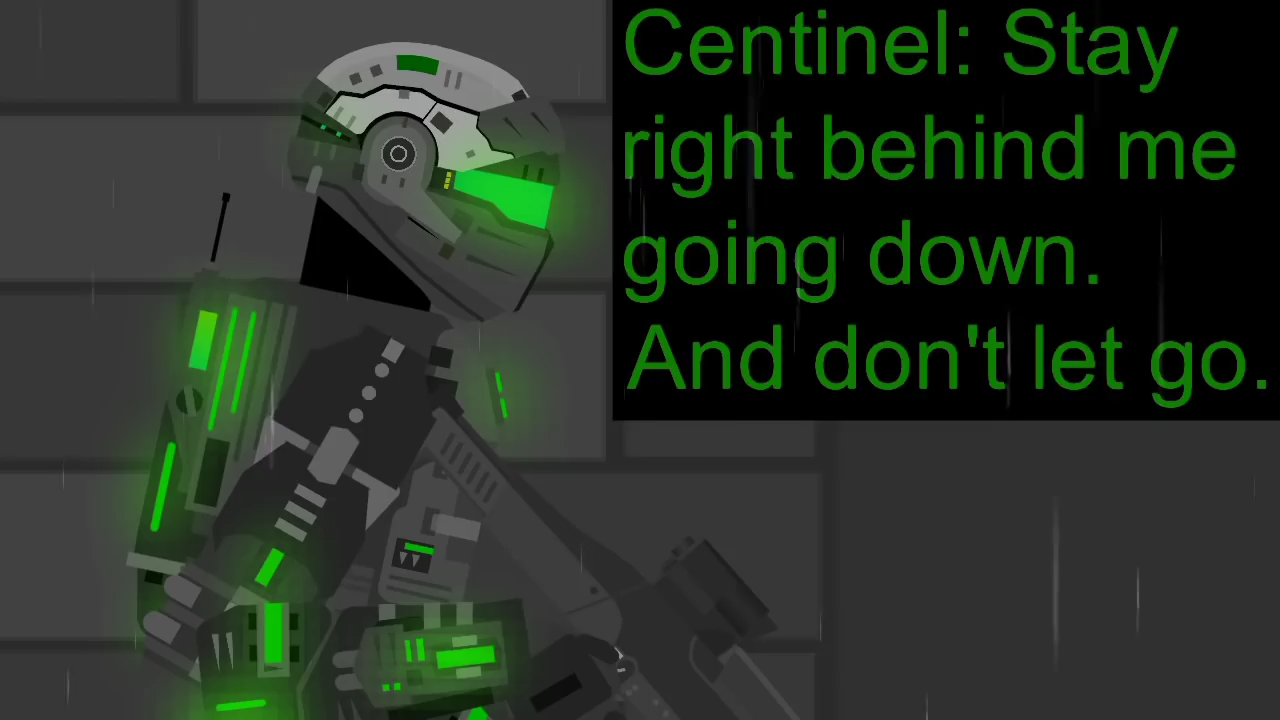 Centinel: Stay
right behind me
going down.
And don't let go.